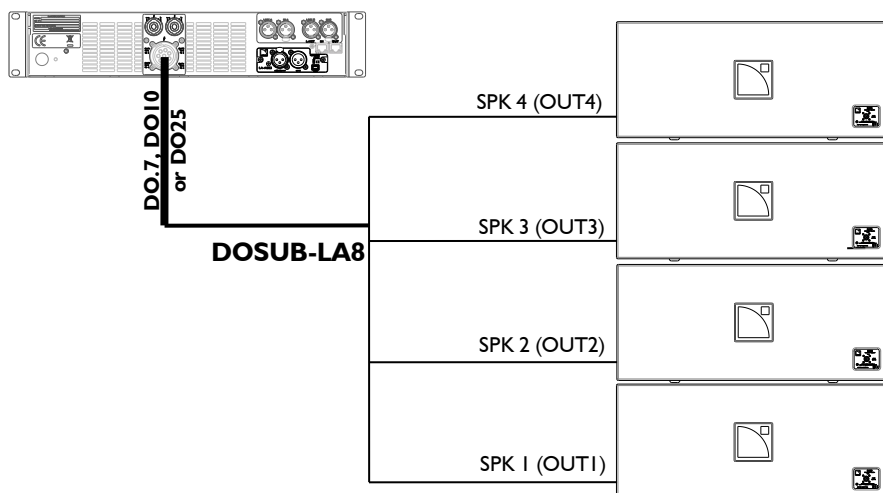 DO.7, DO10
or DO25
DOSUB-LA8
SPK 4 (OUT4)
SPK 3 (OUT3)
SPK 2 (OUT2)
SPK 1 (OUT1)